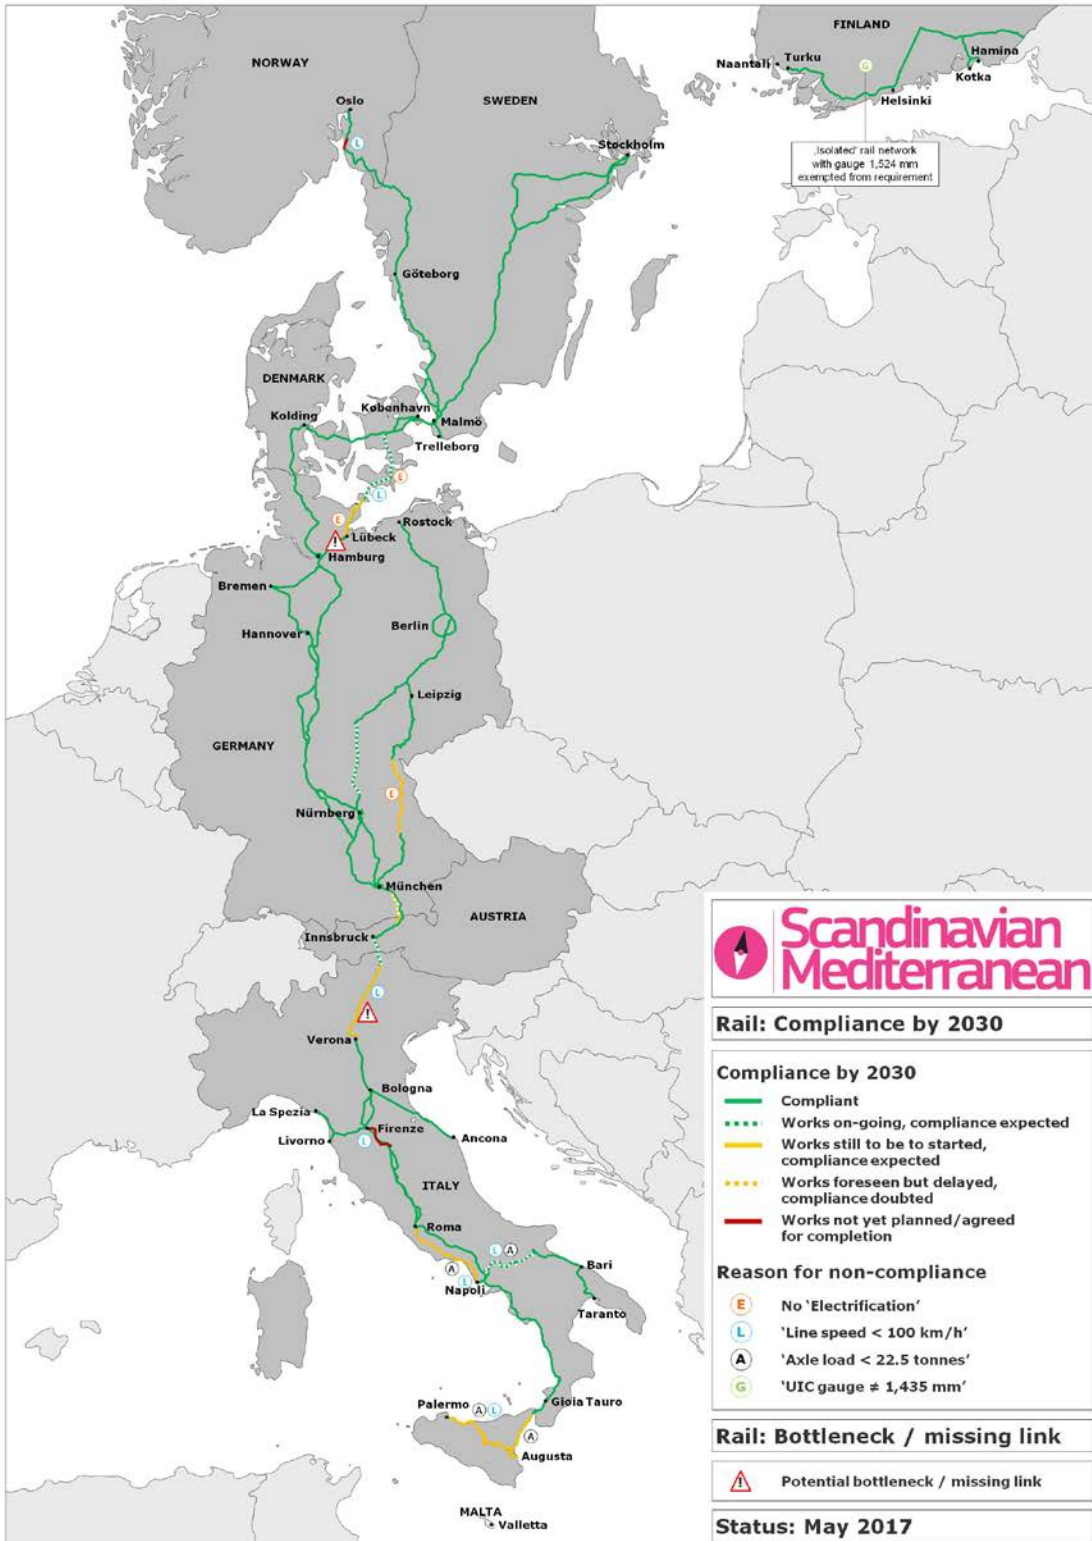 FINLAND
Hamina
Naantali
Turku
G
Kotka
Helsinki
NORWAY
Oslo
SWEDEN
L
Stockholm
‚Isolated' rail network
with gauge 1,524 mm
exempted from requirement
Göteborg
DENMARK
København
Kolding
Malmö
Trelleborg
E
L
E
Rostock
!
Lübeck
Hamburg
Bremen
Hannover
Berlin
Leipzig
GERMANY
E
Nürnberg
München
AUSTRIA
Innsbruck
L
!
Verona
Bologna
La Spezia
Firenze
Livorno
L
Ancona
ITALY
Roma
L A
A
Bari
L
Napoli
Taranto
Palermo
A L
Gioia Tauro
A
Augusta
MALTA
Valletta
Scandinavian
Mediterranean
Rail: Compliance by 2030
Compliance by 2030
Compliant
Works on-going, compliance expected
Works still to be to started,
compliance expected
Works foreseen but delayed,
compliance doubted
Works not yet planned/agreed
for completion
Reason for non-compliance
E No ‘Electrification’
L ‘Line speed < 100 km/h’
A ‘Axle load < 22.5 tonnes’
G ‘UIC gauge ≠ 1,435 mm’
Rail: Bottleneck / missing link
! Potential bottleneck / missing link
Status: May 2017